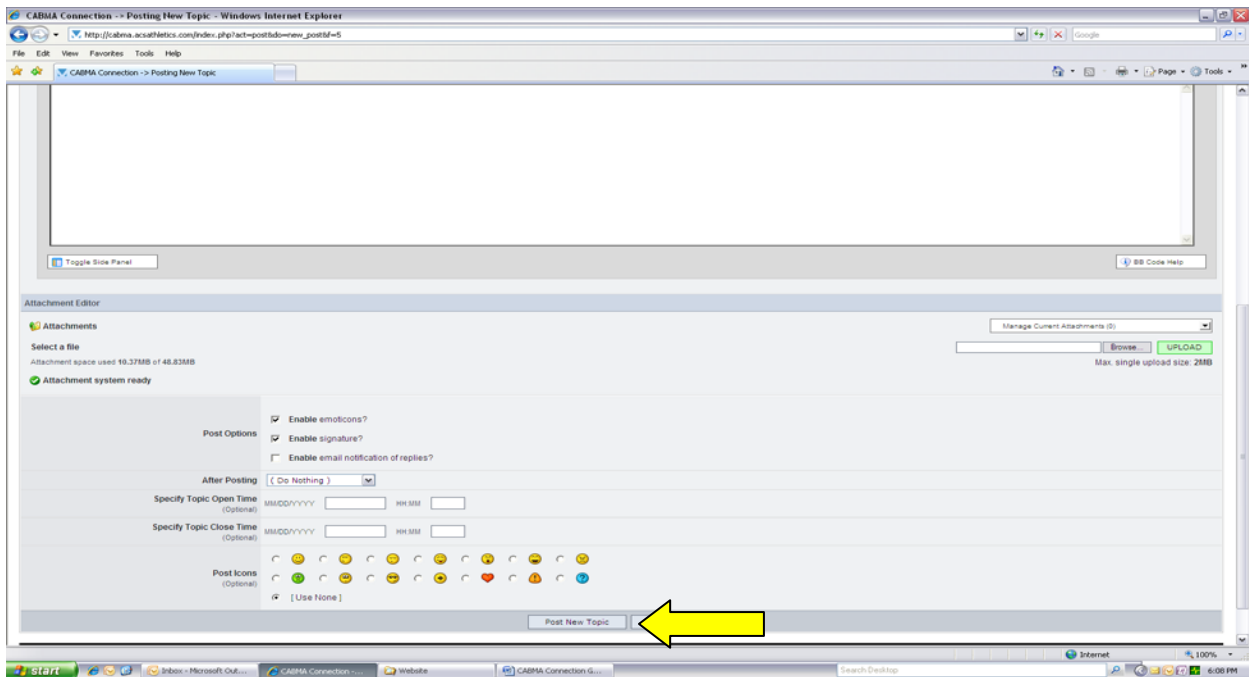 CABMA Connection -> Posting New Topic - Windows Internet Explorer
http://cabma.acsathletics.com/index.php?act=post&do=new_post&f=5
Google
File Edit View Favorites Tools Help
CABMA Connection -> Posting New Topic
Page Tools
Toggle Side Panel
BB Code Help
Attachment Editor
Attachments
Manage Current Attachments (0)
Select a file
Browse... UPLOAD
Attachment space used 10.37MB of 48.83MB
Max. single upload size: 2MB
Attachment system ready
Post Options
Enable emoticons?
Enable signature?
Enable email notification of replies?
After Posting ( Do Nothing )
Specify Topic Open Time
(Optional)
MM/DD/YYYY HH:MM
Specify Topic Close Time
(Optional)
MM/DD/YYYY HH:MM
Post Icons
(Optional)
[ Use None ]
Post New Topic
Internet 100%
start Inbox - Microsoft Out... CABMA Connection -... Website CABMA Connection G... Search Desktop 6:08 PM